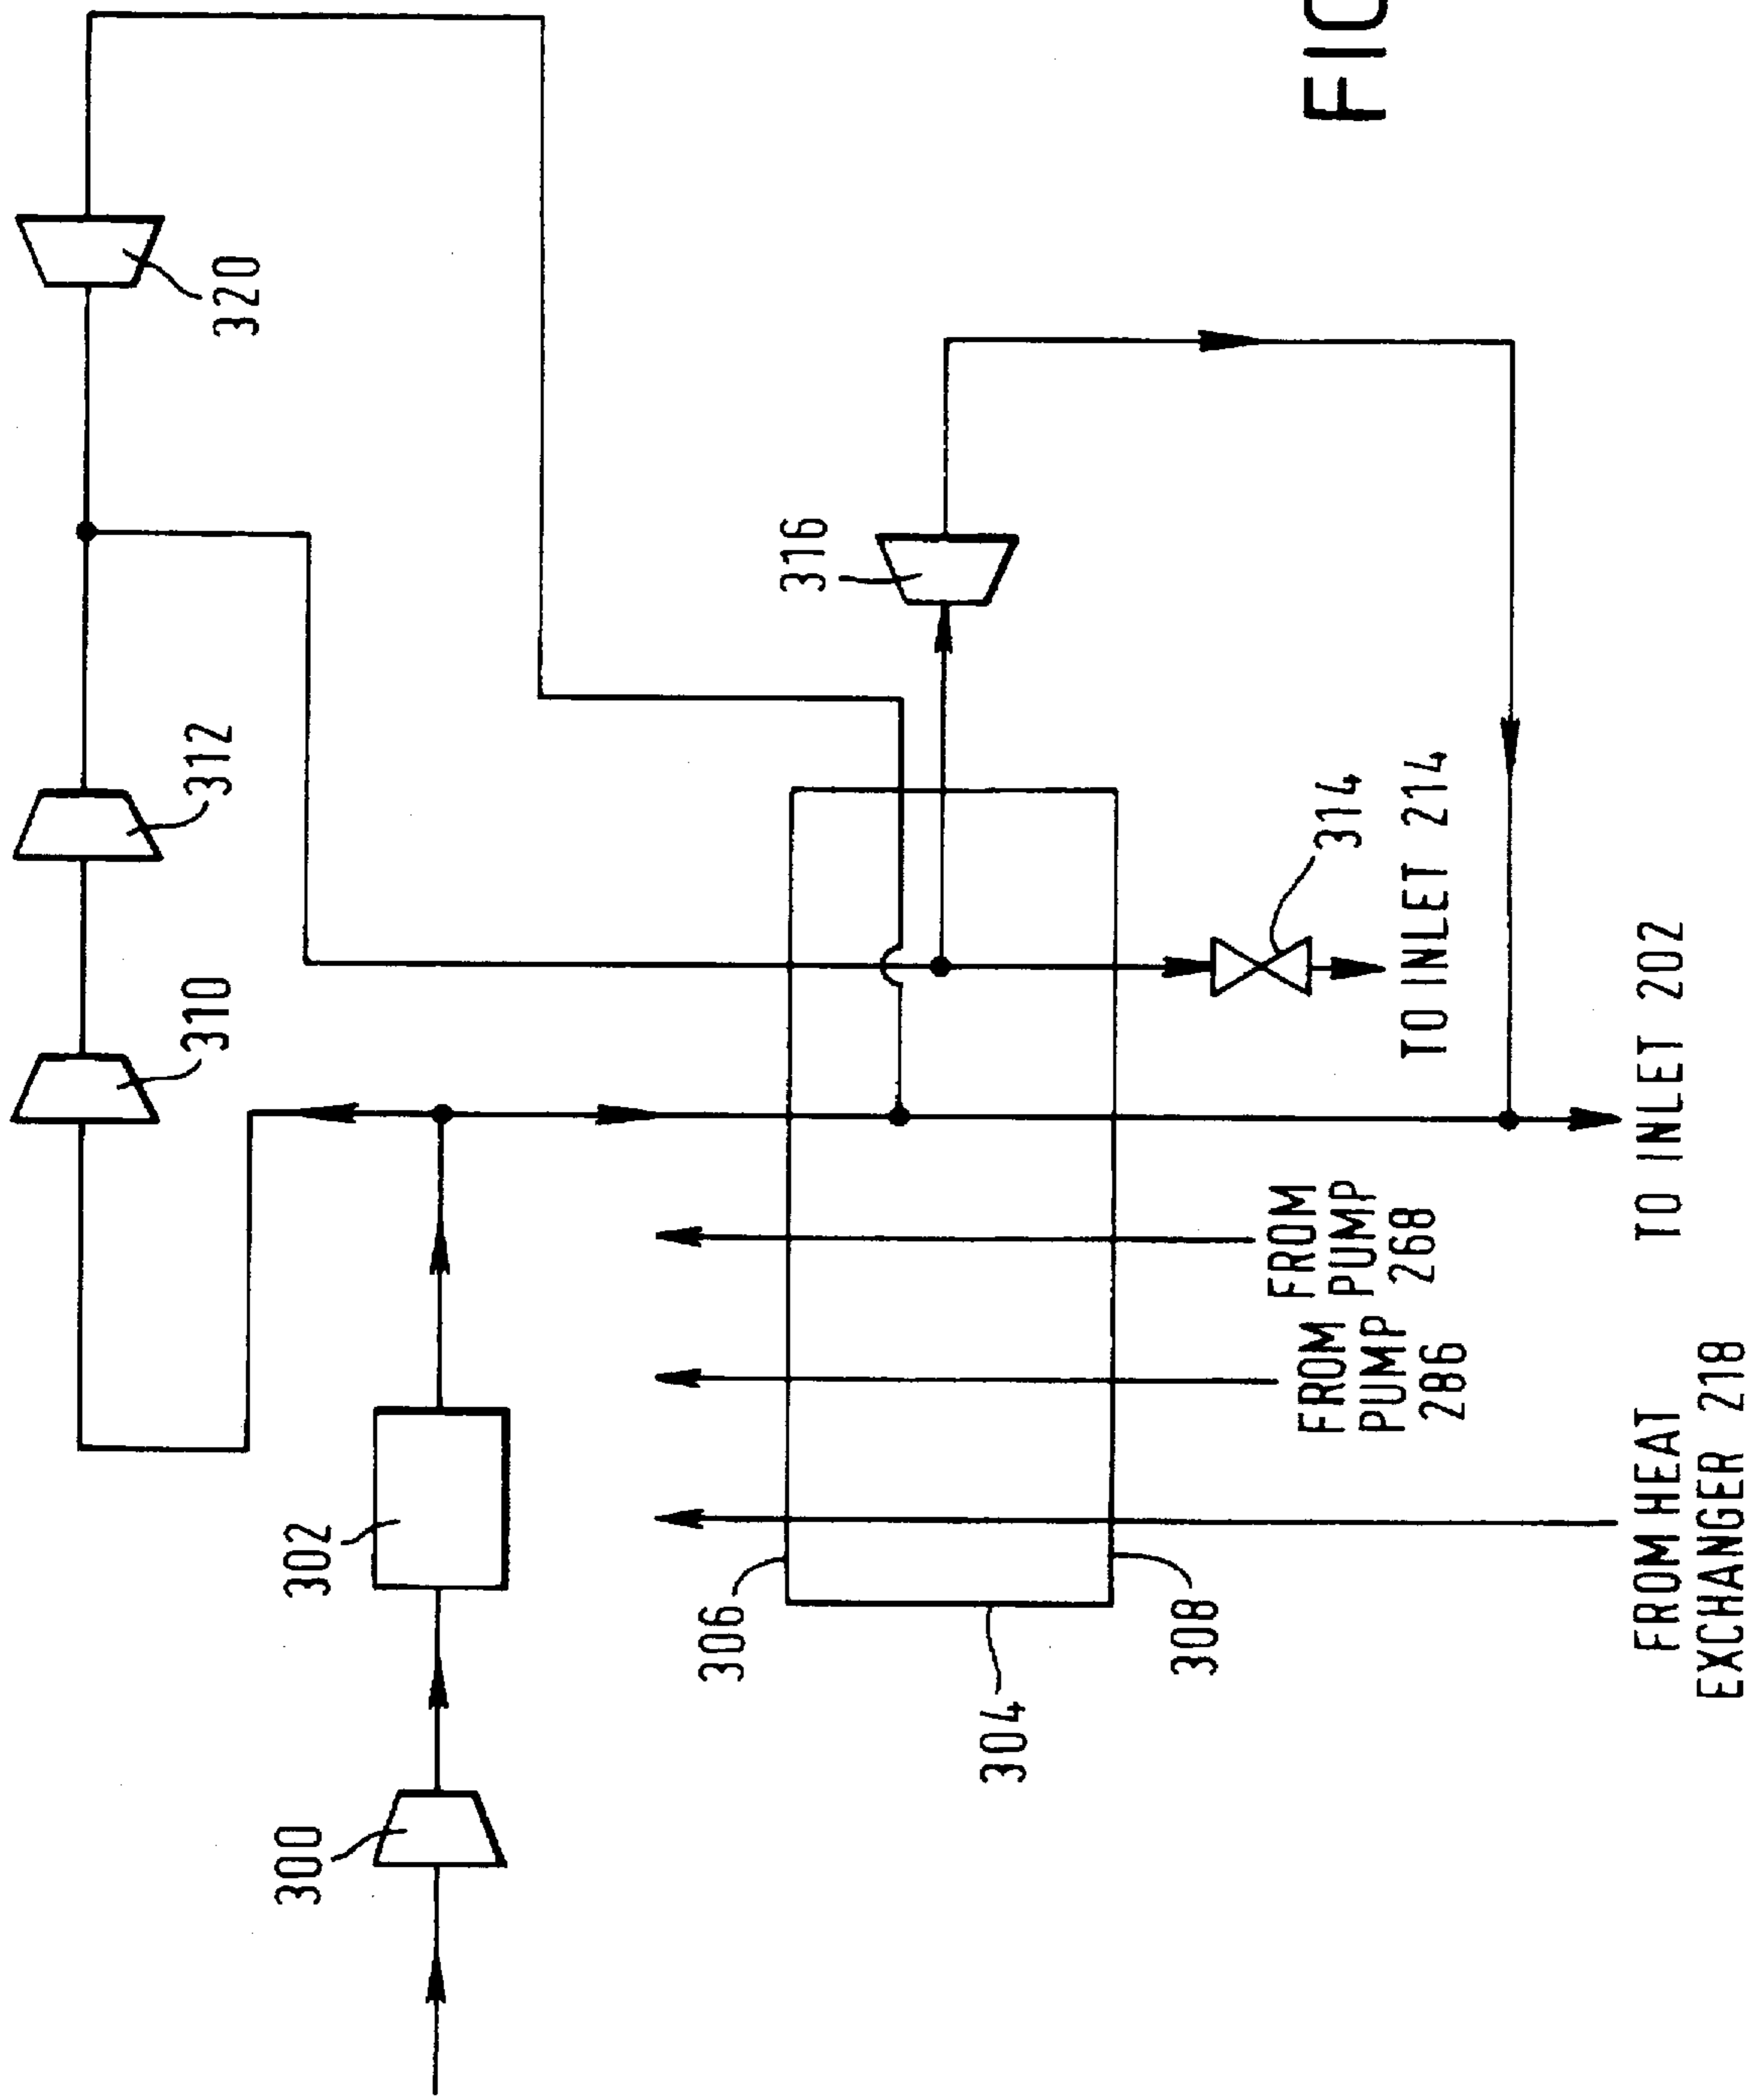 320
312
310
316
302
300
306
304
308
314
TO INLET 214
TO INLET 202
FROM
PUMP
268
FROM
PUMP
286
FROM HEAT
EXCHANGER 218